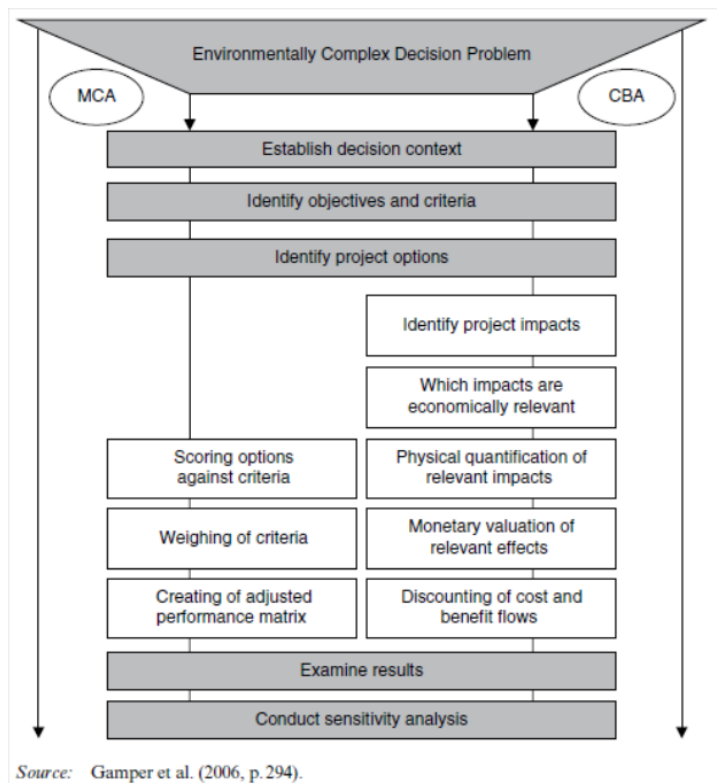 Environmentally Complex Decision Problem
MCA
CBA
Establish decision context
Identify objectives and criteria
Identify project options
Identify project impacts
Which impacts are
economically relevant
Scoring options
against criteria
Physical quantification of
relevant impacts
Weighing of criteria
Monetary valuation of
relevant effects
Creating of adjusted
performance matrix
Discounting of cost and
benefit flows
Examine results
Conduct sensitivity analysis
Source: Gamper et al. (2006, p.294).